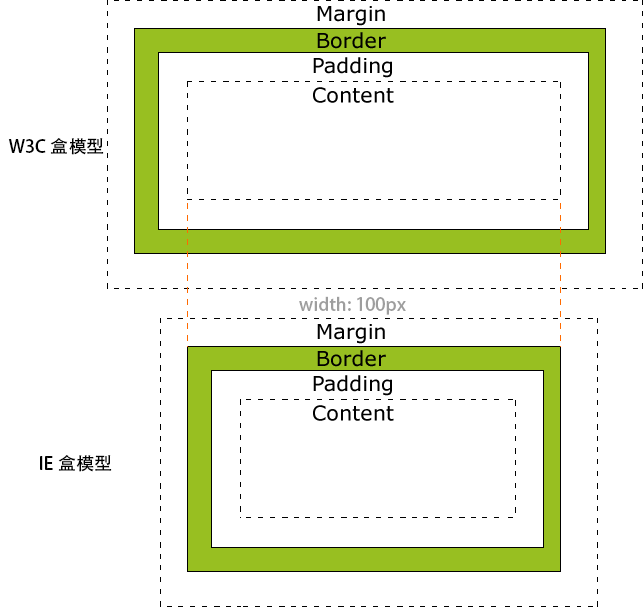 Margin
Border
Padding
Content
W3C 盒模型
width: 100px
Margin
Border
Padding
Content
IE 盒模型